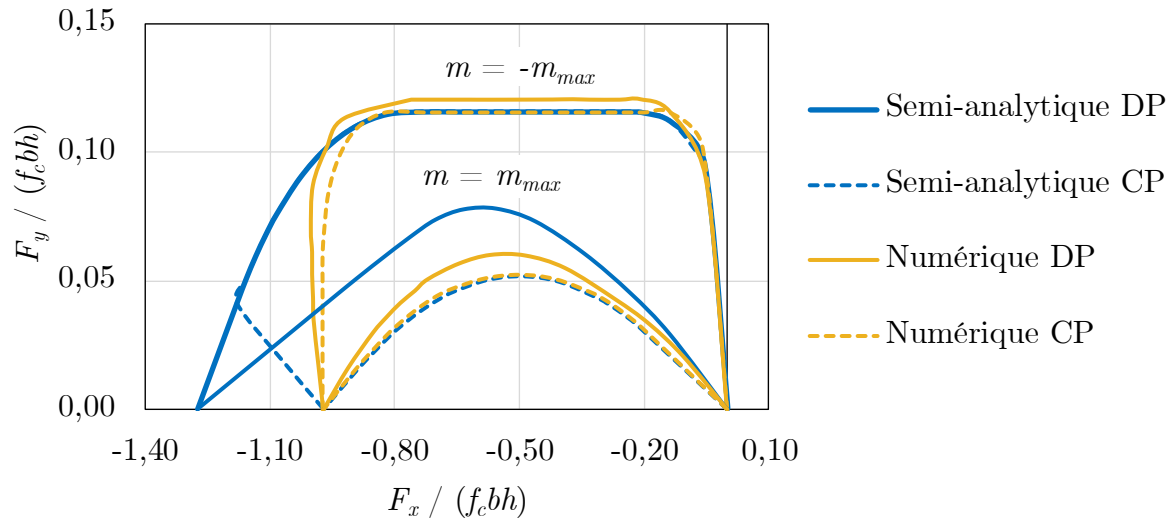 0,15
m = -m_max
Semi-analytique DP
0,10
m = m_max
Semi-analytique CP
F_y / (f_c bh)
0,05
Numérique DP
Numérique CP
0,00
-1,40 -1,10 -0,80 -0,50 -0,20 0,10
F_x / (f_c bh)